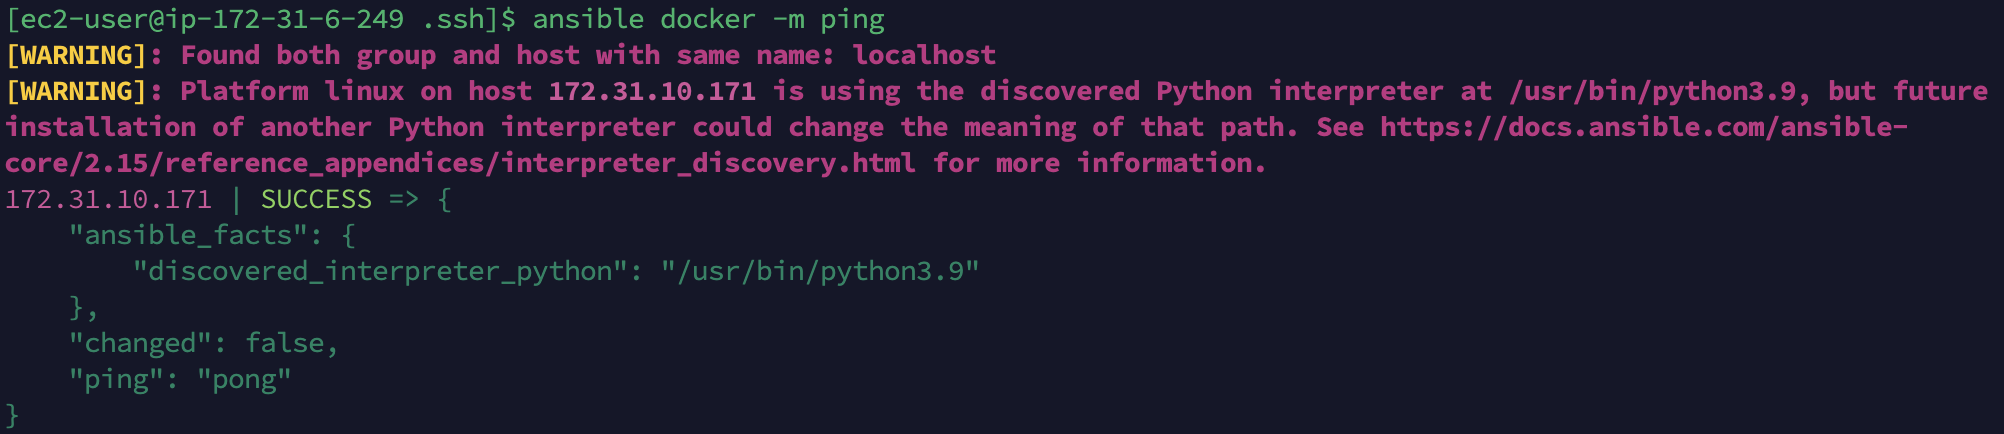 [ec2-user@ip-172-31-6-249 .ssh]$ ansible docker -m ping
[WARNING]: Found both group and host with same name: localhost
[WARNING]: Platform linux on host 172.31.10.171 is using the discovered Python interpreter at /usr/bin/python3.9, but future
installation of another Python interpreter could change the meaning of that path. See https://docs.ansible.com/ansible-
core/2.15/reference_appendices/interpreter_discovery.html for more information.
172.31.10.171 | SUCCESS => {
    "ansible_facts": {
        "discovered_interpreter_python": "/usr/bin/python3.9"
    },
    "changed": false,
    "ping": "pong"
}